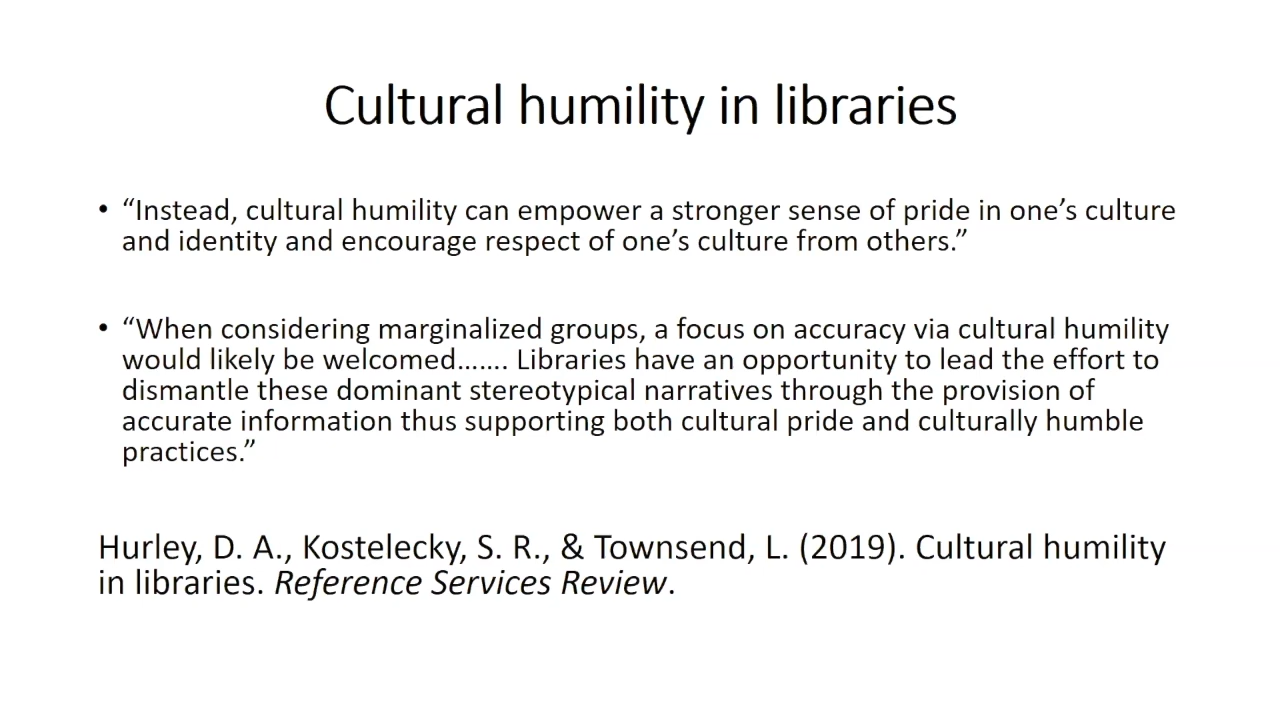 Cultural humility in libraries
• “Instead, cultural humility can empower a stronger sense of pride in one’s culture
and identity and encourage respect of one’s culture from others.”
• “When considering marginalized groups, a focus on accuracy via cultural humility
would likely be welcomed……. Libraries have an opportunity to lead the effort to
dismantle these dominant stereotypical narratives through the provision of
accurate information thus supporting both cultural pride and culturally humble
practices.”
Hurley, D. A., Kostelecky, S. R., & Townsend, L. (2019). Cultural humility
in libraries. Reference Services Review.